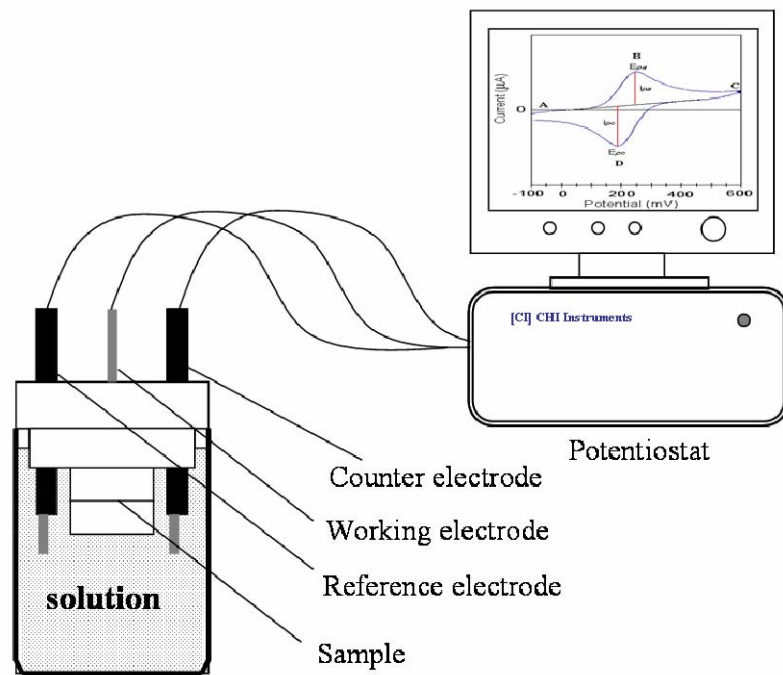 B
Epa
ipa
C
A
Current (µA)
0
ipc
Epc
D
-100 0 200 400 600
Potential (mV)
[CI] CHI Instruments
Potentiostat
Counter electrode
Working electrode
Reference electrode
solution
Sample